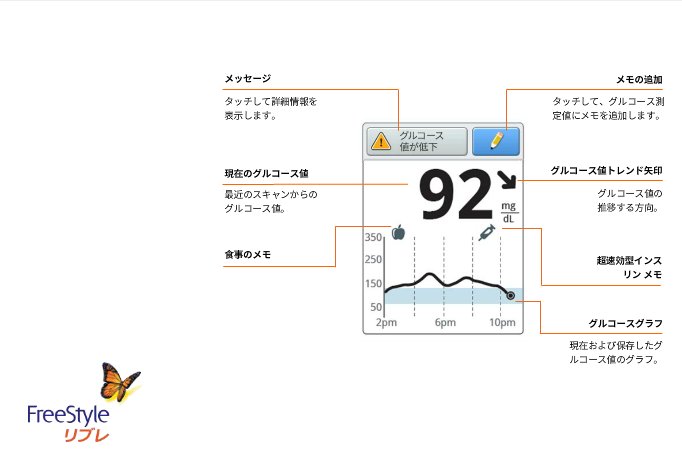 メッセージ
タッチして詳細情報を
表示します。
メモの追加
タッチして、グルコース測
定値にメモを追加します。
グルコース
値が低下
現在のグルコース値
最近のスキャンからの
グルコース値。
92
mg
dL
グルコース値トレンド矢印
グルコース値の
推移する方向。
食事のメモ
超速効型インス
リン メモ
350
250
150
50
2pm 6pm 10pm
グルコースグラフ
現在および保存したグ
ルコース値のグラフ。
FreeStyle
リブレ